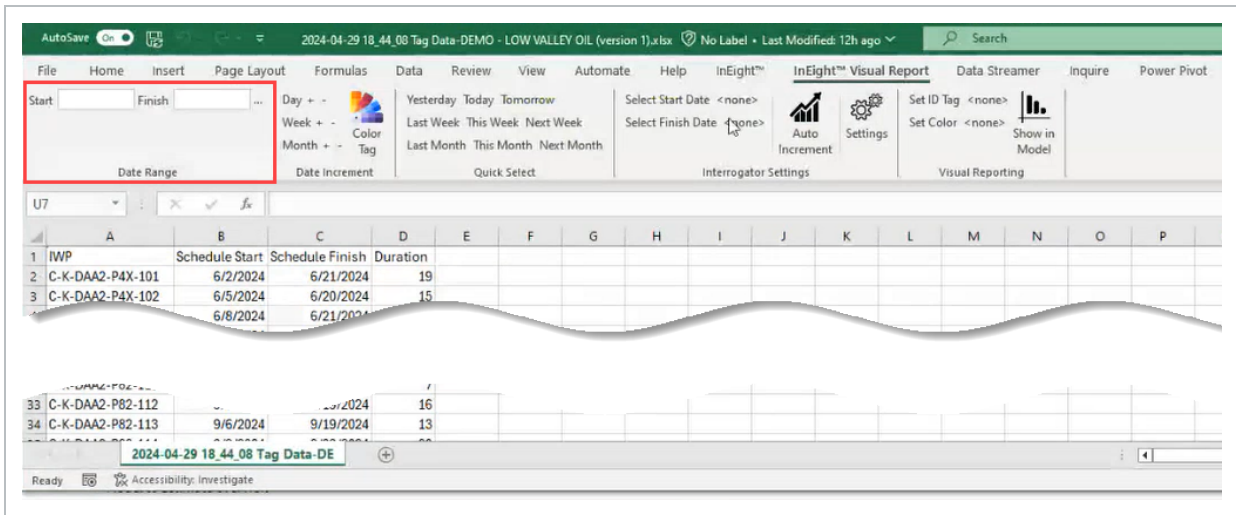 AutoSave On 2024-04-29 18_44_08 Tag Data-DEMO - LOW VALLEY OIL (version 1).xlsx No Label • Last Modified: 12h ago Search
File Home Insert Page Layout Formulas Data Review View Automate Help InEight™ InEight™ Visual Report Data Streamer Inquire Power Pivot
Start Finish ... Day + - Yesterday Today Tomorrow Select Start Date <none> Set ID Tag <none>
Week + - Last Week This Week Next Week Select Finish Date <none> Set Color <none>
Month + - Last Month This Month Next Month
Color Tag
Auto Increment
Settings
Show in Model
Date Range Date Increment Quick Select Interrogator Settings Visual Reporting
U7 fx
A B C D E F G H I J K L M N O P
1 IWP Schedule Start Schedule Finish Duration
2 C-K-DAA2-P4X-101 6/2/2024 6/21/2024 19
3 C-K-DAA2-P4X-102 6/5/2024 6/20/2024 15
6/8/2024 6/21/2024
33 C-K-DAA2-P82-112 16
34 C-K-DAA2-P82-113 9/6/2024 9/19/2024 13
2024-04-29 18_44_08 Tag Data-DE
Ready Accessibility: Investigate